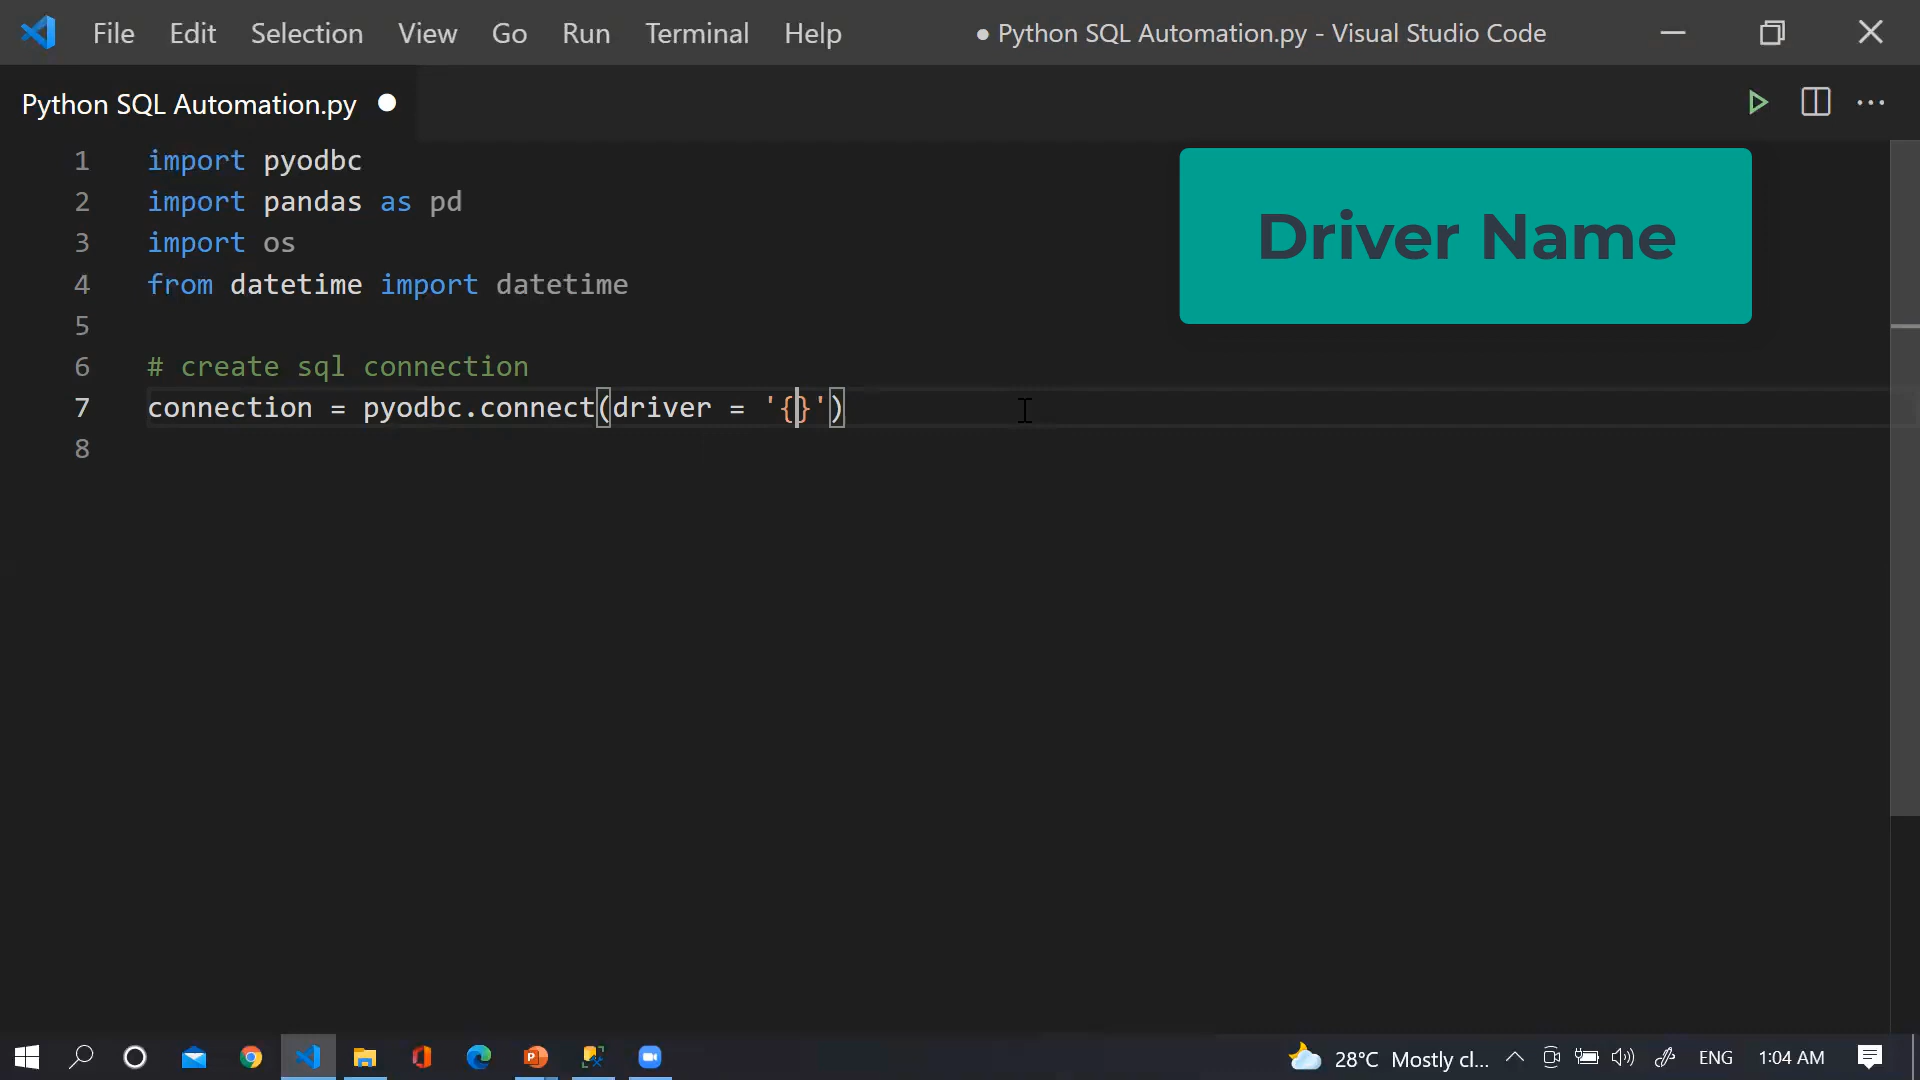 File Edit Selection View Go Run Terminal Help ● Python SQL Automation.py - Visual Studio Code
Python SQL Automation.py
1 import pyodbc
2 import pandas as pd
3 import os
4 from datetime import datetime
5
6 # create sql connection
7 connection = pyodbc.connect(driver = '{}')
8
Driver Name
28°C Mostly cl... ENG 1:04 AM